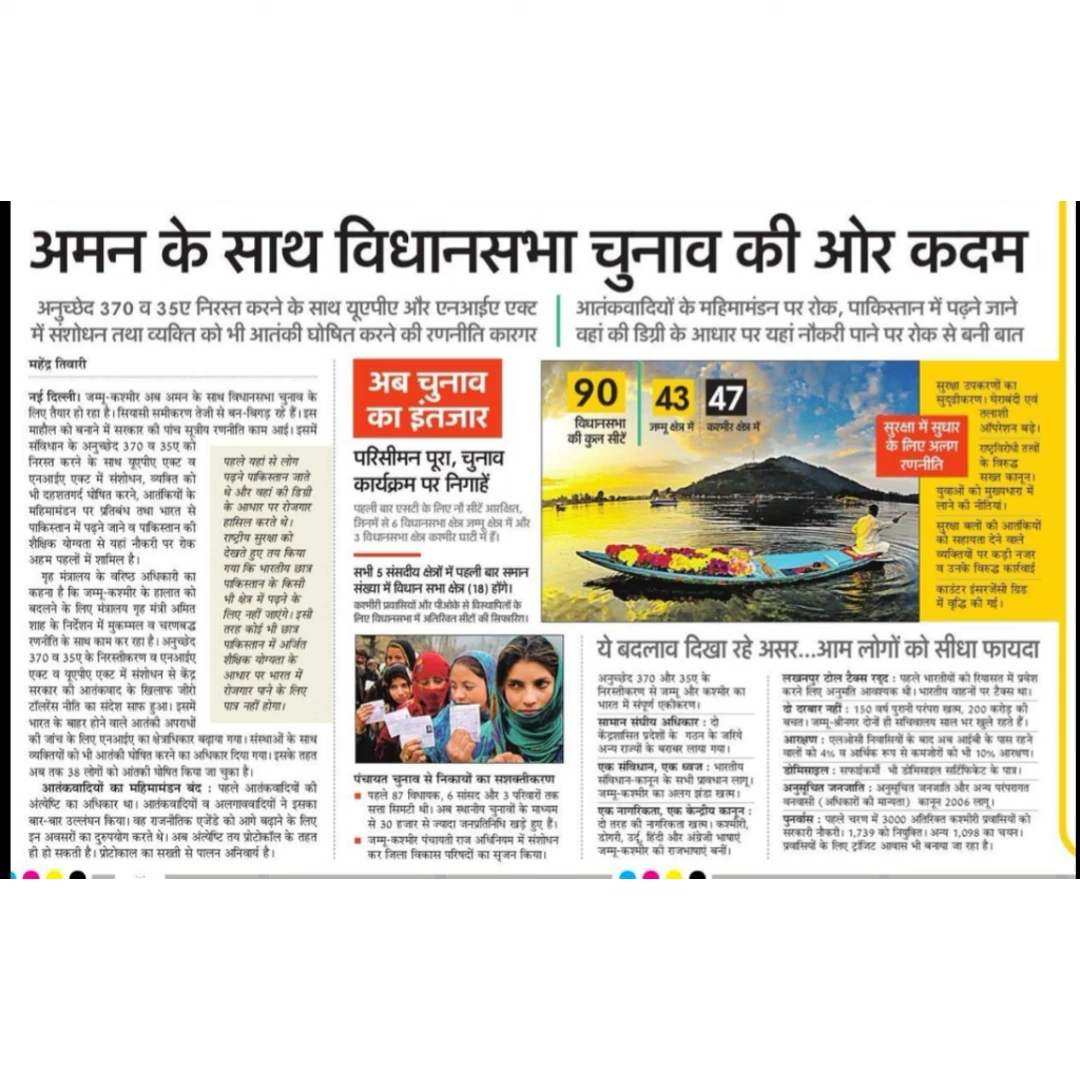 अमन के साथ विधानसभा चुनाव की ओर कदम
अनुच्छेद 370 व 35ए निरस्त करने के साथ यूएपीए और एनआईए एक्ट
में संशोधन तथा व्यक्ति को भी आतंकी घोषित करने की रणनीति कारगर
आतंकवादियों के महिमामंडन पर रोक, पाकिस्तान में पढ़ने जाने
वहां की डिग्री के आधार पर यहां नौकरी पाने पर रोक से बनी बात
महेंद्र तिवारी
नई दिल्ली। जम्मू-कश्मीर अब अमन के साथ विधानसभा चुनाव के
लिए तैयार हो रहा है। सियासी समीकरण तेजी से बन-बिगड़ रहे हैं। इस
माहौल को बनाने में सरकार की पांच सूत्रीय रणनीति काम आई। इसमें
संविधान के अनुच्छेद 370 व 35ए को
निरस्त करने के साथ यूएपीए एक्ट व
एनआईए एक्ट में संशोधन, व्यक्ति को
भी दहशतगर्द घोषित करने, आतंकियों के
महिमामंडन पर प्रतिबंध तथा भारत से
पाकिस्तान में पढ़ने जाने व पाकिस्तान की
शैक्षिक योग्यता से यहां नौकरी पर रोक
अहम पहलों में शामिल है।
गृह मंत्रालय के वरिष्ठ अधिकारी का
कहना है कि जम्मू-कश्मीर के हालात को
बदलने के लिए मंत्रालय गृह मंत्री अमित
शाह के निर्देशन में मुकम्मल व चरणबद्ध
रणनीति के साथ काम कर रहा है। अनुच्छेद
370 व 35ए के निरस्तीकरण व एनआईए
एक्ट व यूएपीए एक्ट में संशोधन से केंद्र
सरकार की आतंकवाद के खिलाफ जीरो
टॉलरेंस नीति का संदेश साफ हुआ। इसमें
भारत के बाहर होने वाले आतंकी अपराधों
की जांच के लिए एनआईए का क्षेत्राधिकार बढ़ाया गया। संस्थाओं के साथ
व्यक्तियों को भी आतंकी घोषित करने का अधिकार दिया गया। इसके तहत
अब तक 38 लोगों को आंतकी घोषित किया जा चुका है।
आतंकवादियों का महिमामंडन बंद : पहले आतंकवादियों की
अंत्येष्टि का अधिकार था। आतंकवादियों व अलगाववादियों ने इसका
बार-बार उल्लंघन किया। वह राजनीतिक एजेंडे को आगे बढ़ाने के लिए
इन अवसरों का दुरुपयोग करते थे। अब अंत्येष्टि तय प्रोटोकॉल के तहत
ही हो सकती है। प्रोटोकाल का सख्ती से पालन अनिवार्य है।
पहले यहां से लोग
पढ़ने पाकिस्तान जाते
थे और वहां की डिग्री
के आधार पर रोजगार
हासिल करते थे।
राष्ट्रीय सुरक्षा को
देखते हुए तय किया
गया कि भारतीय छात्र
पाकिस्तान के किसी
भी क्षेत्र में पढ़ने के
लिए नहीं जाएंगे। इसी
तरह कोई भी छात्र
पाकिस्तान में अर्जित
शैक्षिक योग्यता के
आधार पर भारत में
रोजगार पाने के लिए
पात्र नहीं होगा।
अब चुनाव
का इंतजार
परिसीमन पूरा, चुनाव
कार्यक्रम पर निगाहें
पहली बार एसटी के लिए नौ सीटें आरक्षित,
जिनमें से 6 विधानसभा क्षेत्र जम्मू क्षेत्र में और
3 विधानसभा क्षेत्र कश्मीर घाटी में हैं।
सभी 5 संसदीय क्षेत्रों में पहली बार समान
संख्या में विधान सभा क्षेत्र (18) होंगे।
कश्मीरी प्रवासियों और पीओके से विस्थापितों के
लिए विधानसभा में अतिरिक्त सीटों की सिफारिश।
पंचायत चुनाव से निकायों का सशक्तीकरण
पहले 87 विधायक, 6 सांसद और 3 परिवारों तक
सत्ता सिमटी थी। अब स्थानीय चुनावों के माध्यम
से 30 हजार से ज्यादा जनप्रतिनिधि खड़े हुए हैं।
जम्मू-कश्मीर पंचायती राज अधिनियम में संशोधन
कर जिला विकास परिषदों का सृजन किया।
90
विधानसभा
की कुल सीटें
43
जम्मू क्षेत्र में
47
कश्मीर क्षेत्र में
सुरक्षा में सुधार
के लिए अलग
रणनीति
सुरक्षा उपकरणों का
सुदृढ़ीकरण। घेराबंदी एवं
तलाशी
ऑपरेशन बढ़े।
राष्ट्रविरोधी तत्वों
के विरुद्ध
सख्त कानून।
युवाओं को मुख्यधारा में
लाने की नीतियां।
सुरक्षा बलों की आतंकियों
को सहायता देने वाले
व्यक्तियों पर कड़ी नजर
व उनके विरुद्ध कार्रवाई
काउंटर इंसरजेंसी ग्रिड
में वृद्धि की गई।
ये बदलाव दिखा रहे असर...आम लोगों को सीधा फायदा
अनुच्छेद 370 और 35ए के
निरस्तीकरण से जम्मू और कश्मीर का
भारत में संपूर्ण एकीकरण।
सामान संघीय अधिकार : दो
केंद्रशासित प्रदेशों के गठन के जरिये
अन्य राज्यों के बराबर लाया गया।
एक संविधान, एक ध्वज : भारतीय
संविधान-कानून के सभी प्रावधान लागू।
जम्मू-कश्मीर का अलग झंडा खत्म।
एक नागरिकता, एक केन्द्रीय कानून :
दो तरह की नागरिकता खत्म। कश्मीरी,
डोगरी, उर्दू, हिंदी और अंग्रेजी भाषाएं
जम्मू-कश्मीर की राजभाषाएं बनीं।
लखनपुर टोल टैक्स रद्द : पहले भारतीयों को रियासत में प्रवेश
करने लिए अनुमति आवश्यक थी। भारतीय वाहनों पर टैक्स था।
दो दरबार नहीं : 150 वर्ष पुरानी परंपरा खत्म, 200 करोड़ की
बचत। जम्मू-श्रीनगर दोनों ही सचिवालय साल भर खुले रहते हैं।
आरक्षण : एलओसी निवासियों के बाद अब आईबी के पास रहने
वालों को 4% व आर्थिक रूप से कमजोरों को भी 10% आरक्षण।
डोमिसाइल : सफाईकर्मी भी डोमिसाइल सर्टिफिकेट के पात्र।
अनुसूचित जनजाति : अनुसूचित जनजाति और अन्य परंपरागत
वनवासी (अधिकारों की मान्यता) कानून 2006 लागू।
पुनर्वास : पहले चरण में 3000 अतिरिक्त कश्मीरी प्रवासियों को
सरकारी नौकरी। 1,739 को नियुक्ति। अन्य 1,098 का चयन।
प्रवासियों के लिए ट्रांजिट आवास भी बनाया जा रहा है।